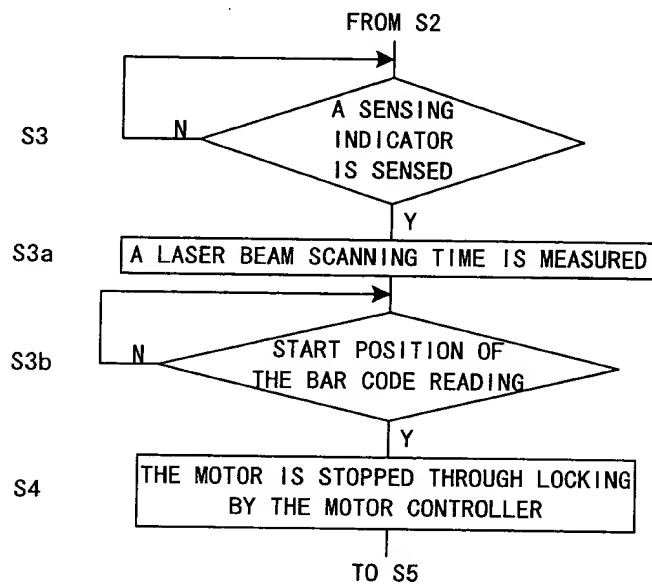 FROM S2
S3
N
A SENSING
INDICATOR
IS SENSED
Y
S3a
A LASER BEAM SCANNING TIME IS MEASURED
S3b
N
START POSITION OF
THE BAR CODE READING
Y
S4
THE MOTOR IS STOPPED THROUGH LOCKING
BY THE MOTOR CONTROLLER
TO S5